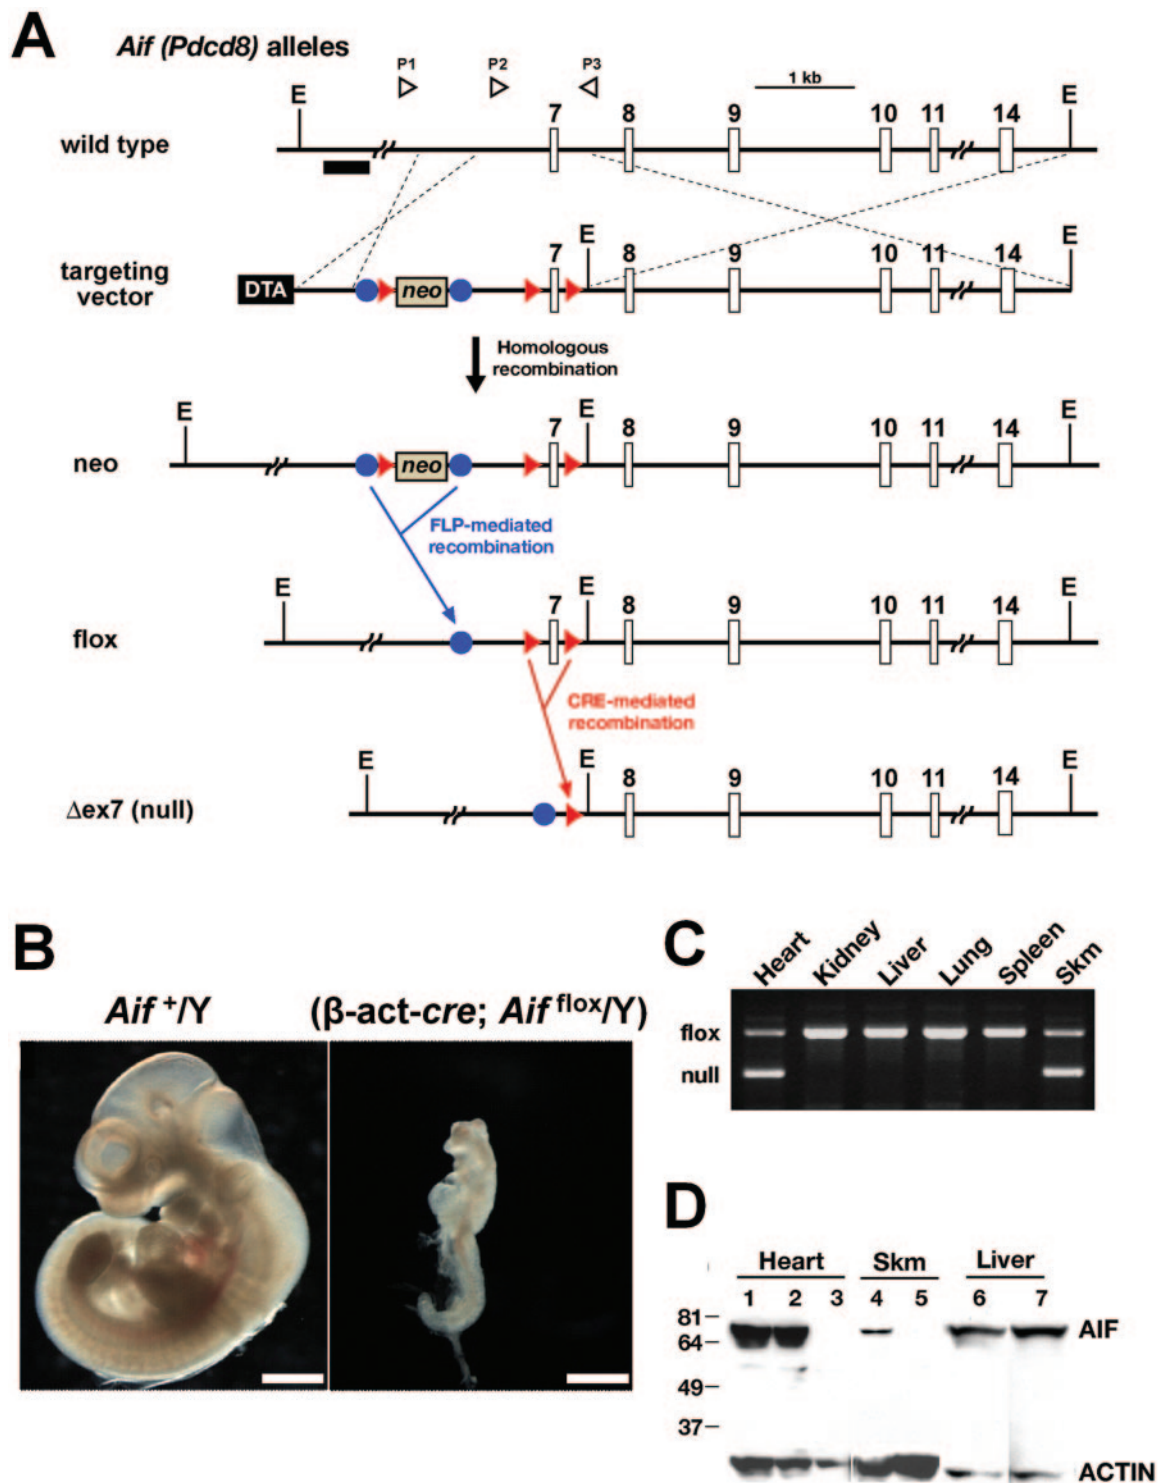 A
Aif (Pdcd8) alleles
P1 P2 P3
1 kb
E 7 8 9 10 11 14 E
wild type
targeting
vector
DTA neo 7 E 8 9 10 11 14 E
Homologous
recombination
E 7 E 8 9 10 11 14 E
neo neo
FLP-mediated
recombination
E 7 E 8 9 10 11 14 E
flox
CRE-mediated
recombination
E E 8 9 10 11 14 E
Δex7 (null)
B
Aif +/Y (β-act-cre; Aif flox/Y)
C
Heart Kidney Liver Lung Spleen Skm
flox
null
D
Heart Skm Liver
1 2 3 4 5 6 7
81
64
49
37
AIF
ACTIN